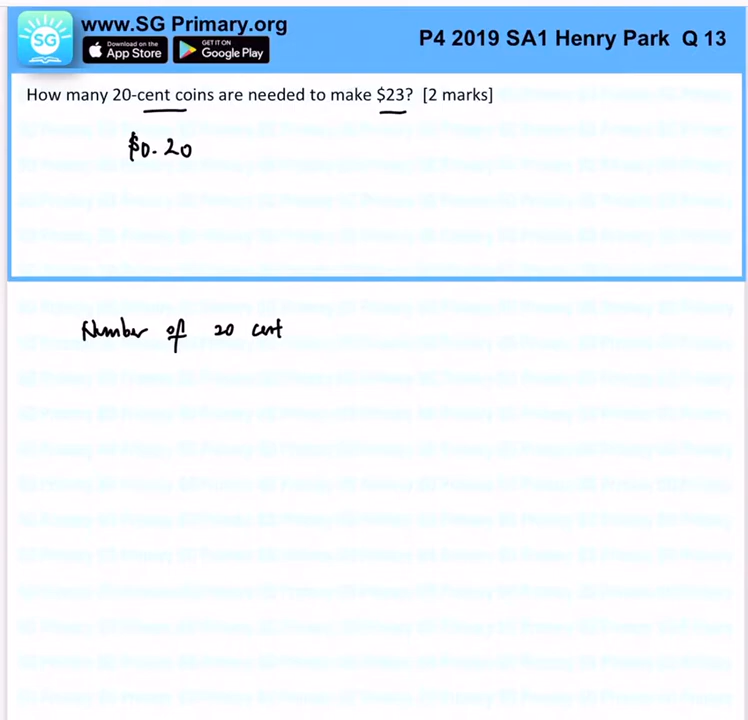 www.SG Primary.org
SG
Download on the App Store
GET IT ON Google Play
P4 2019 SA1 Henry Park Q 13
How many 20-cent coins are needed to make $23? [2 marks]
$0.20
Number of 20 cent